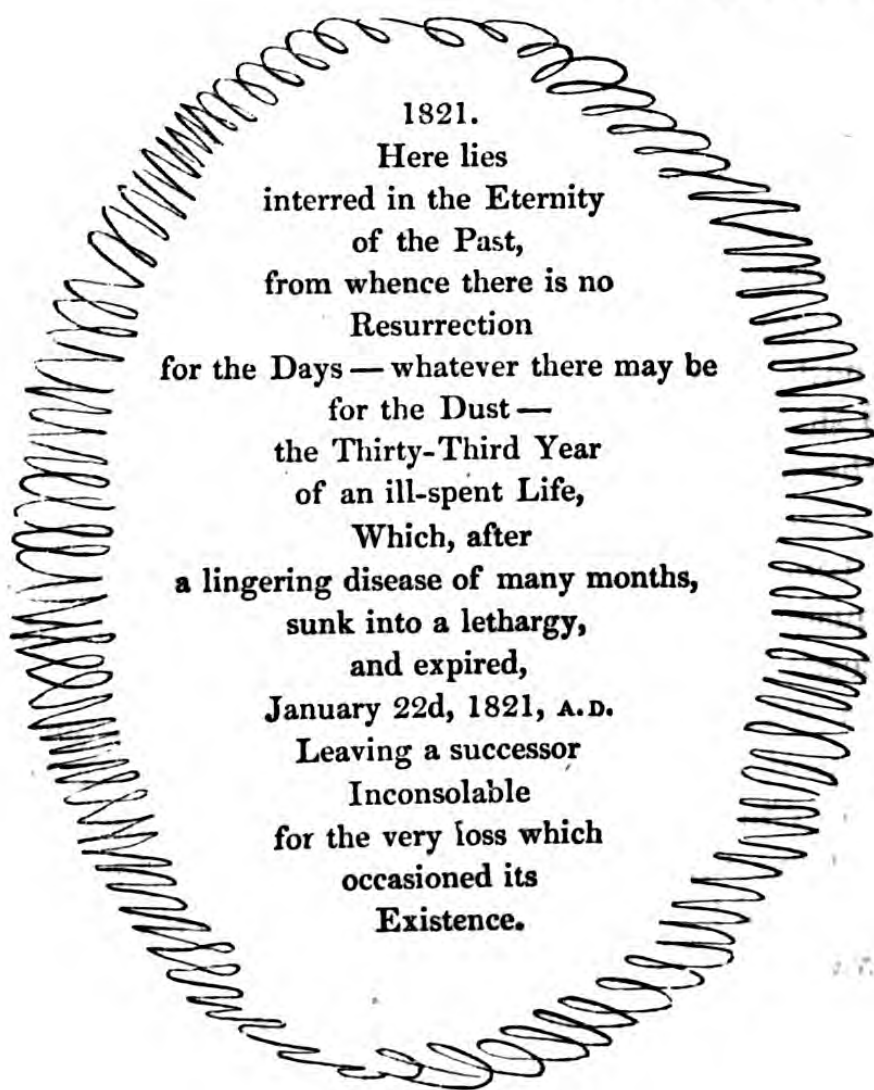 1821.
Here lies
interred in the Eternity
of the Past,
from whence there is no
Resurrection
for the Days — whatever there may be
for the Dust —
the Thirty-Third Year
of an ill-spent Life,
Which, after
a lingering disease of many months,
sunk into a lethargy,
and expired,
January 22d, 1821, A.D.
Leaving a successor
Inconsolable
for the very loss which
occasioned its
Existence.